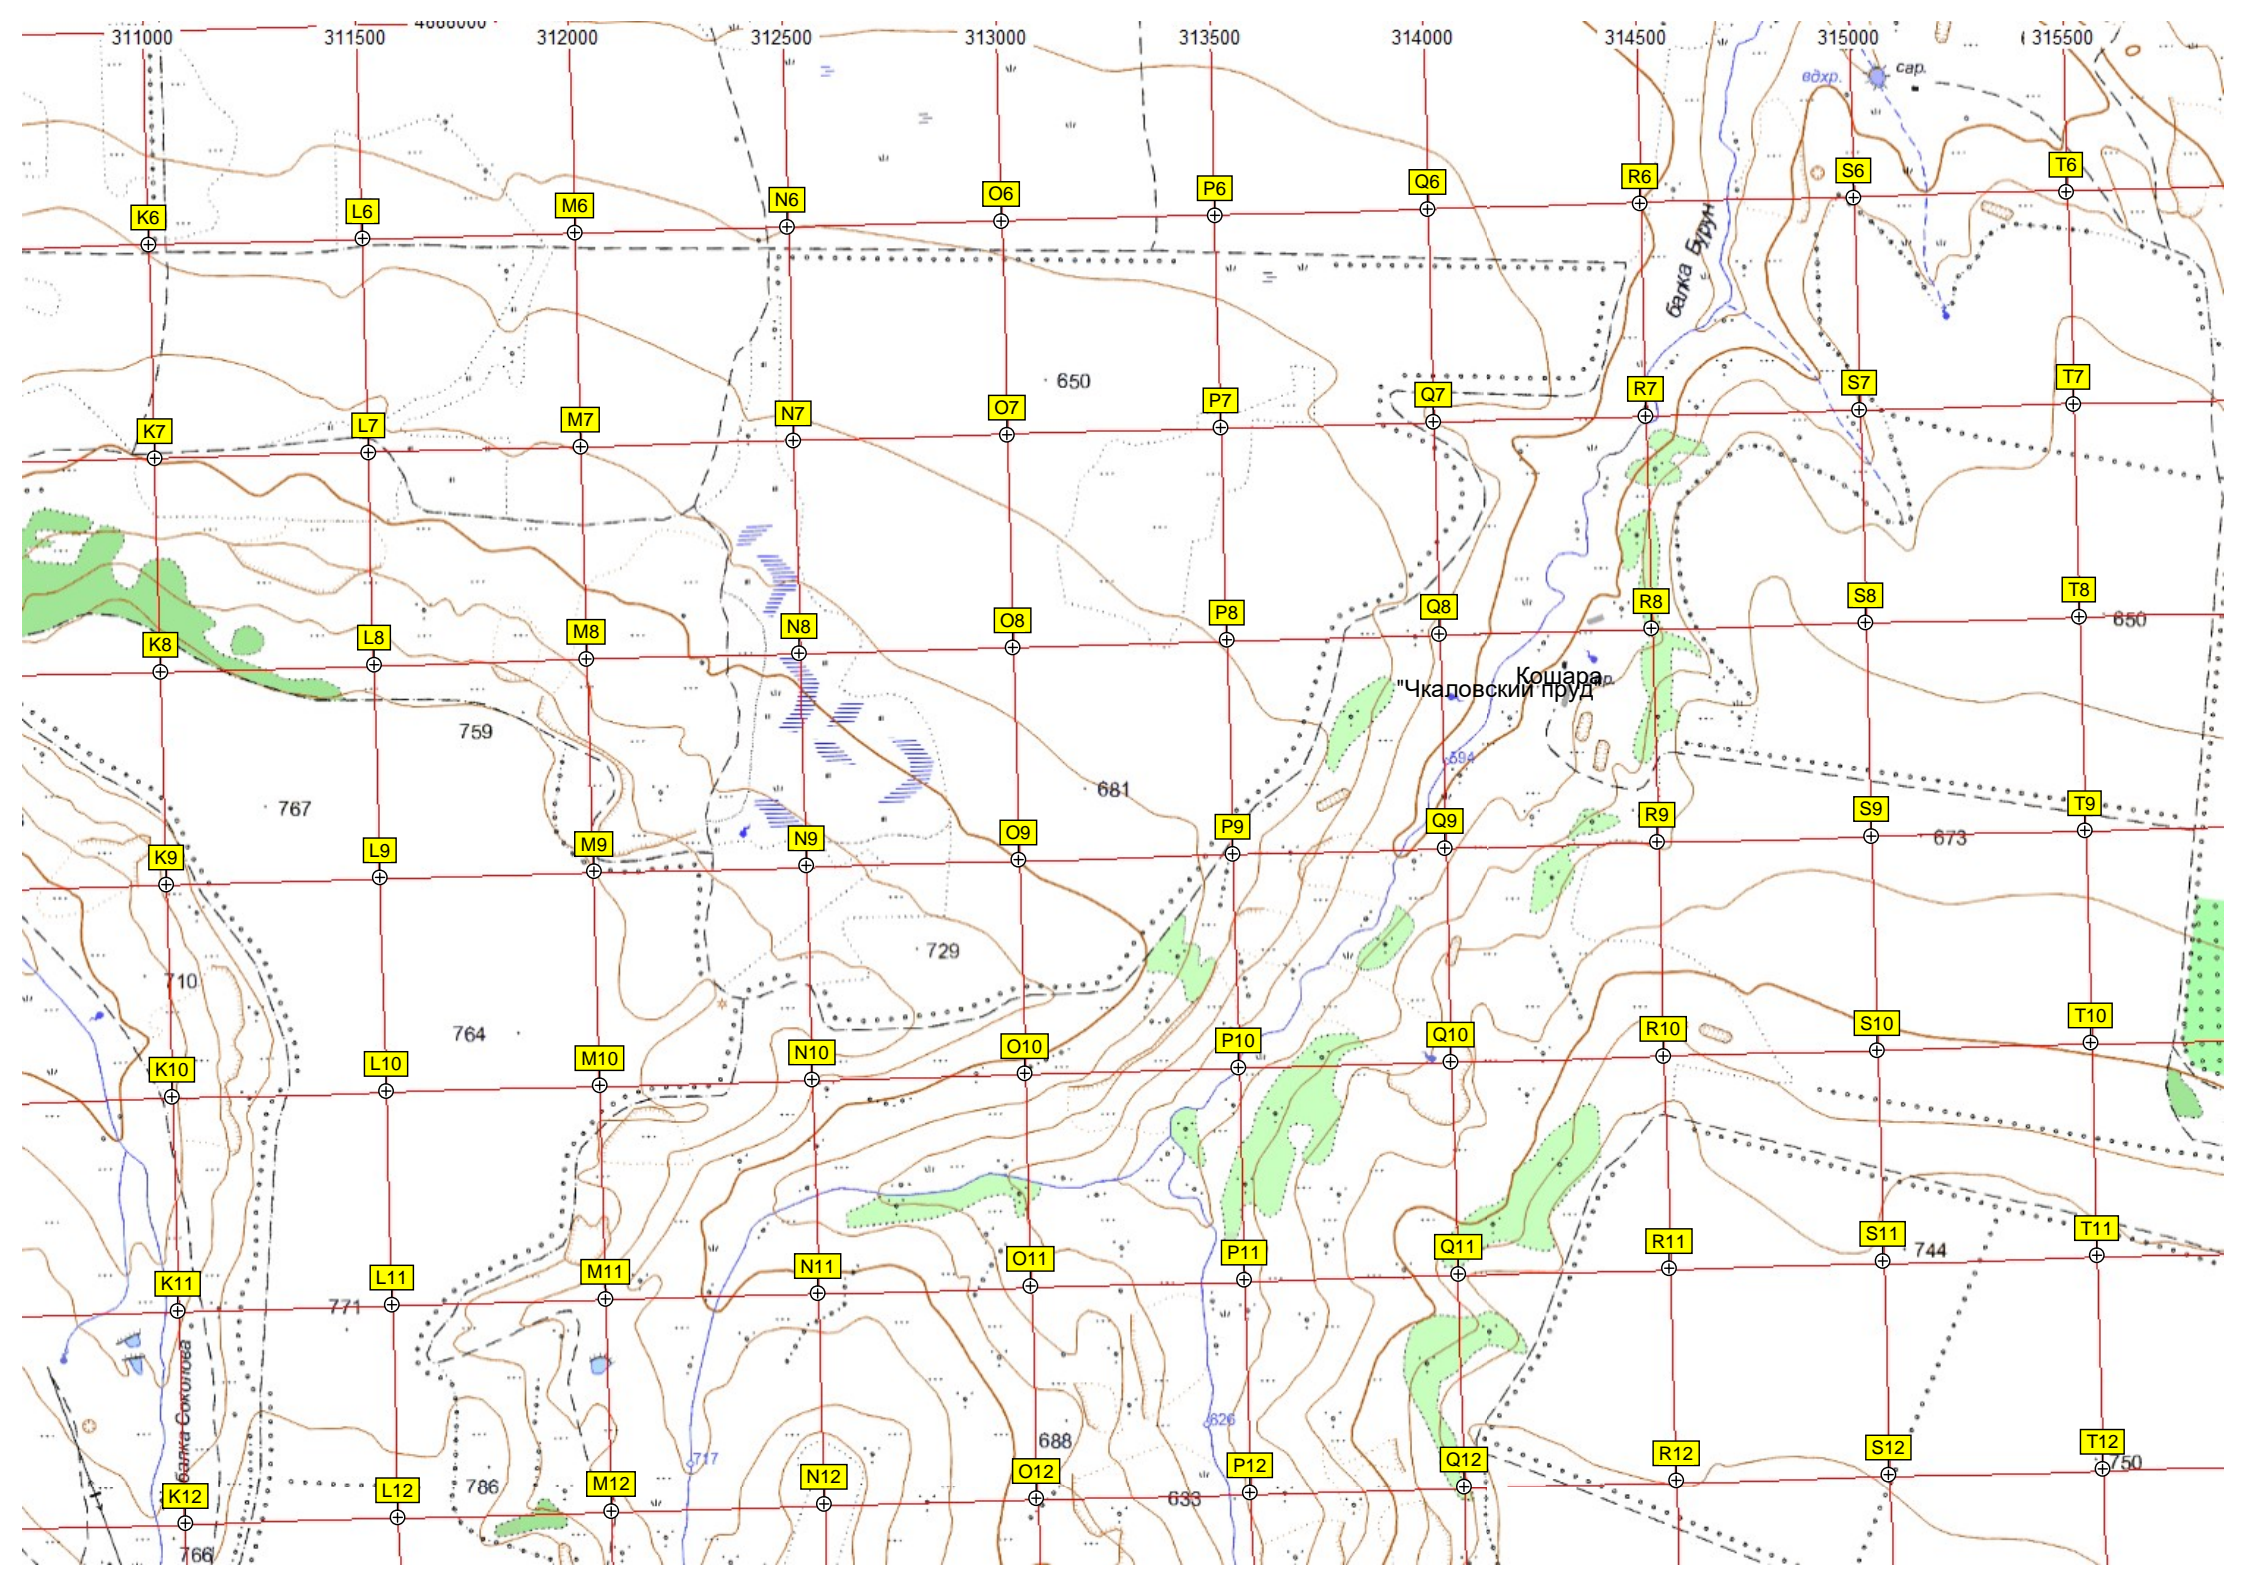 4666000
311000 311500 312000 312500 313000 313500 314000 314500 315000 315500
вдхр. сар.
K6 L6 M6 N6 O6 P6 Q6 R6 S6 T6
балка Бурун
650
K7 L7 M7 N7 O7 P7 Q7 R7 S7 T7
K8 L8 M8 N8 O8 P8 Q8 R8 S8 T8
650
Кошара
"Чкаловский пруд"
759
594
767
681
K9 L9 M9 N9 O9 P9 Q9 R9 S9 T9
673
729
710
764
K10 L10 M10 N10 O10 P10 Q10 R10 S10 T10
K11 L11 M11 N11 O11 P11 Q11 R11 S11 T11
744
771
балка Соколова
626
688
717
786
633
750
K12 L12 M12 N12 O12 P12 Q12 R12 S12 T12
766